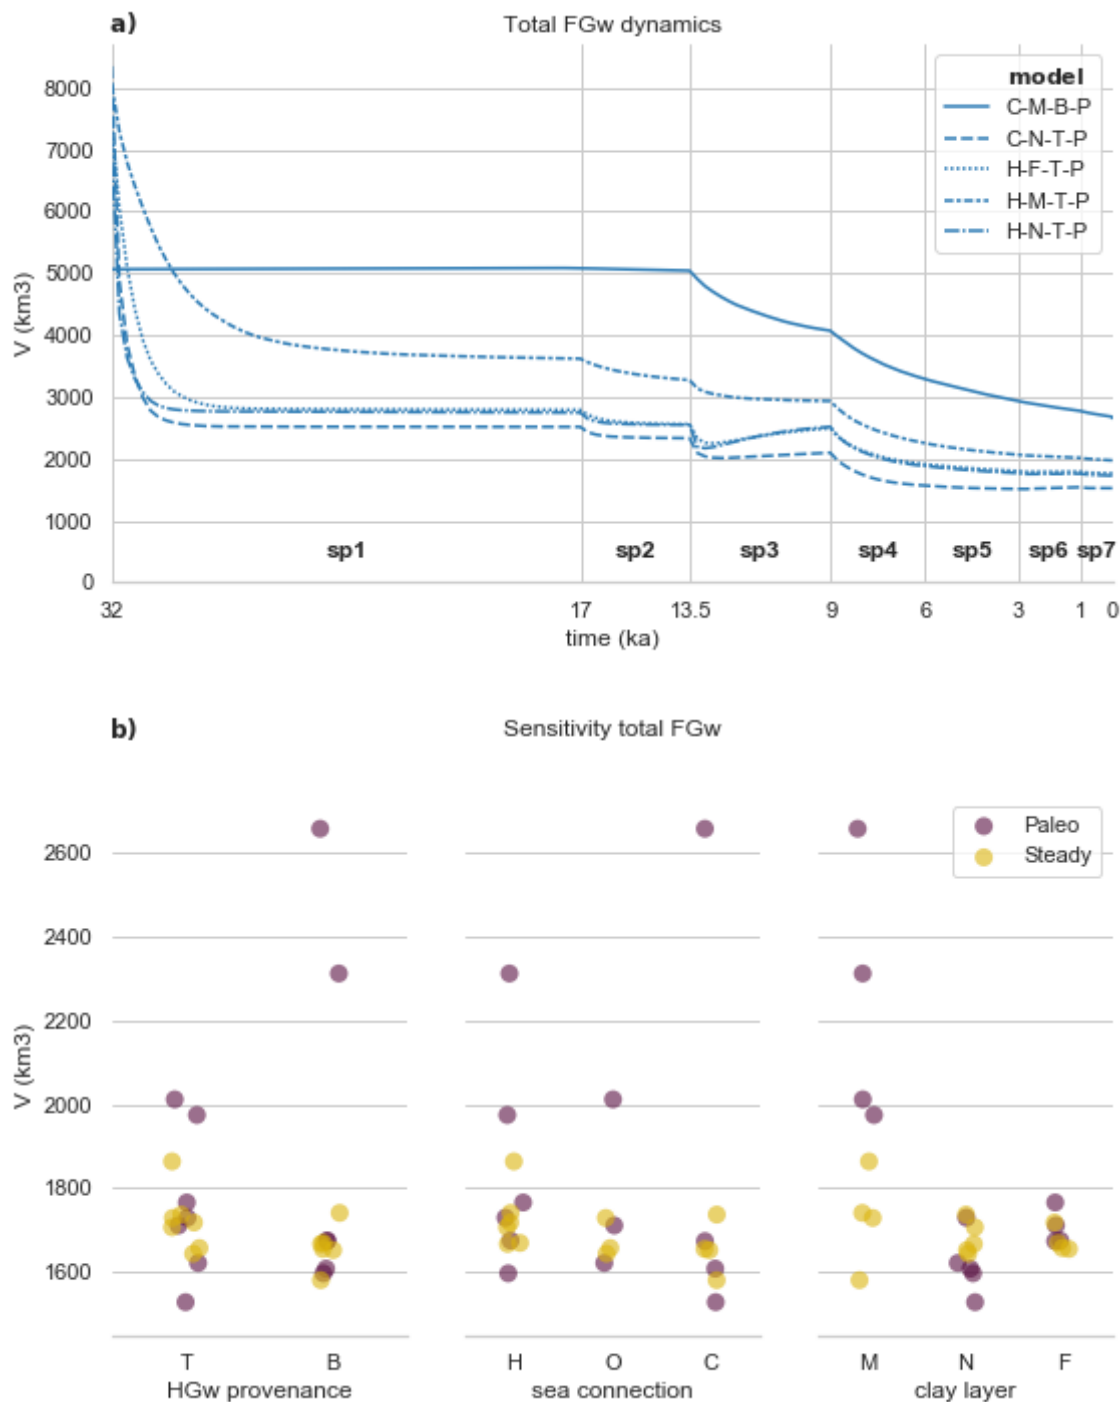 a)
Total FGw dynamics
8000
7000
6000
5000
4000
3000
2000
1000
0
V (km3)
model
C-M-B-P
C-N-T-P
H-F-T-P
H-M-T-P
H-N-T-P
sp1 sp2 sp3 sp4 sp5 sp6 sp7
32 17 13.5 9 6 3 1 0
time (ka)
b)
Sensitivity total FGw
2600
2400
2200
2000
1800
1600
V (km3)
Paleo
Steady
T B H O C M N F
HGw provenance sea connection clay layer